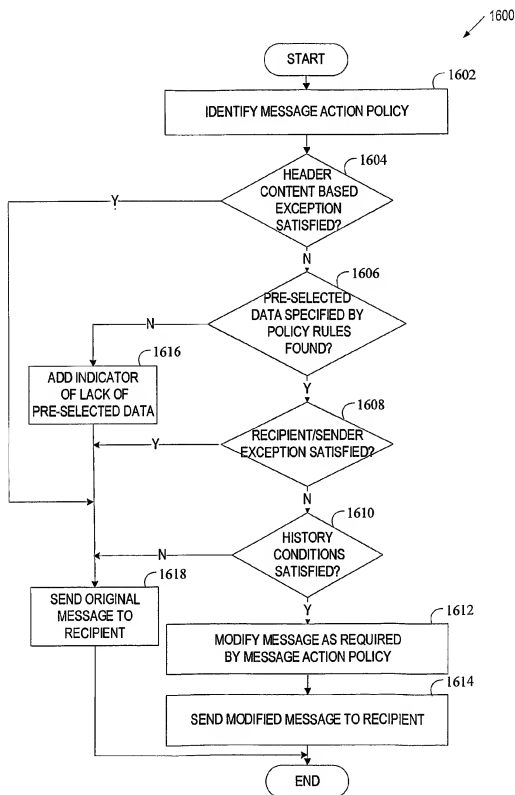 1600
START
1602
IDENTIFY MESSAGE ACTION POLICY
1604
HEADER
CONTENT BASED
EXCEPTION
SATISFIED?
Y
N
1606
PRE-SELECTED
DATA SPECIFIED BY
POLICY RULES
FOUND?
N
1616
ADD INDICATOR
OF LACK OF
PRE-SELECTED DATA
Y
1608
RECIPIENT/SENDER
EXCEPTION SATISFIED?
Y
N
1610
HISTORY
CONDITIONS
SATISFIED?
N
1618
SEND ORIGINAL
MESSAGE TO
RECIPIENT
Y
1612
MODIFY MESSAGE AS REQUIRED
BY MESSAGE ACTION POLICY
1614
SEND MODIFIED MESSAGE TO RECIPIENT
END